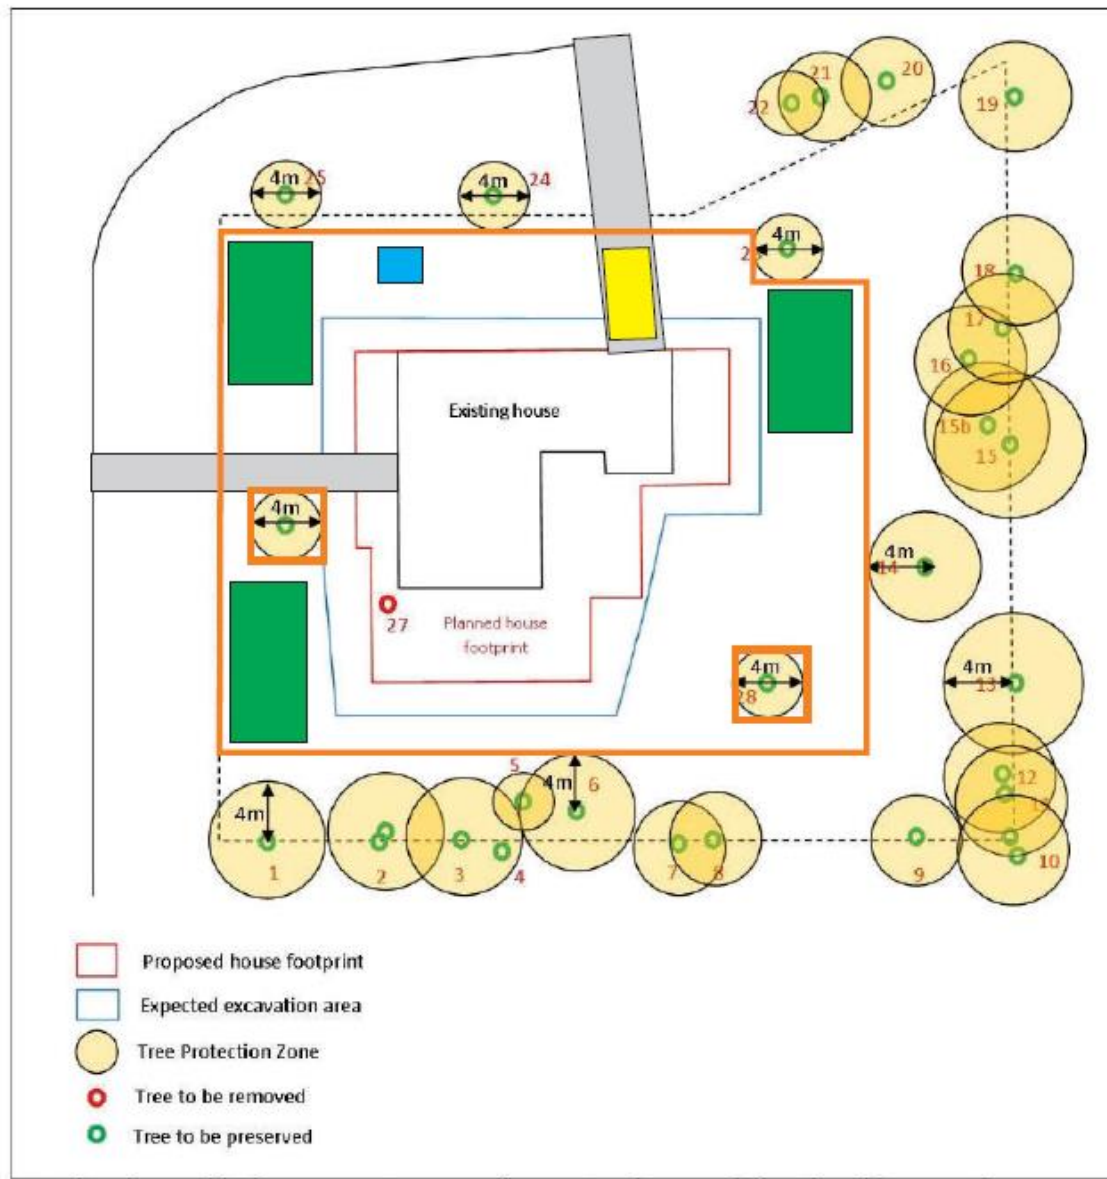 21
20
22
19
4m 25
4m 24
4m
18
17
16
Existing house
15b
15
4m
4m
14
27
Planned house
footprint
4m
28
4m
13
5
4m
6
12
4m
1
2
3
4
7
8
9
10
Proposed house footprint
Expected excavation area
Tree Protection Zone
Tree to be removed
Tree to be preserved